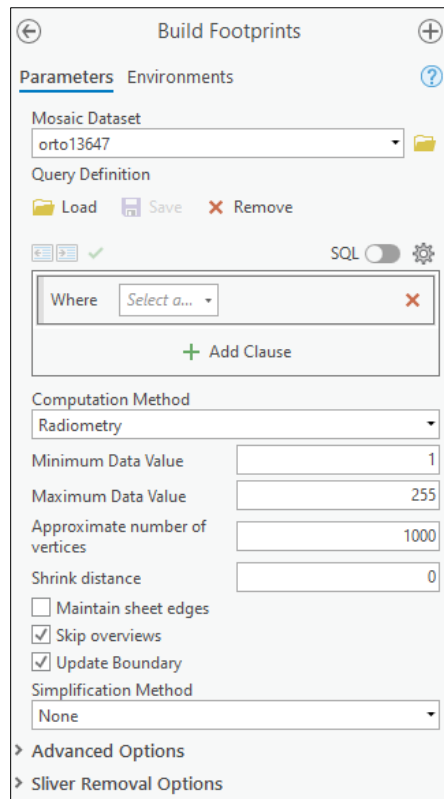 Build Footprints
Parameters Environments
Mosaic Dataset
orto13647
Query Definition
Load Save Remove
SQL
Where Select a...
Add Clause
Computation Method
Radiometry
Minimum Data Value 1
Maximum Data Value 255
Approximate number of
vertices 1000
Shrink distance 0
Maintain sheet edges
Skip overviews
Update Boundary
Simplification Method
None
Advanced Options
Sliver Removal Options